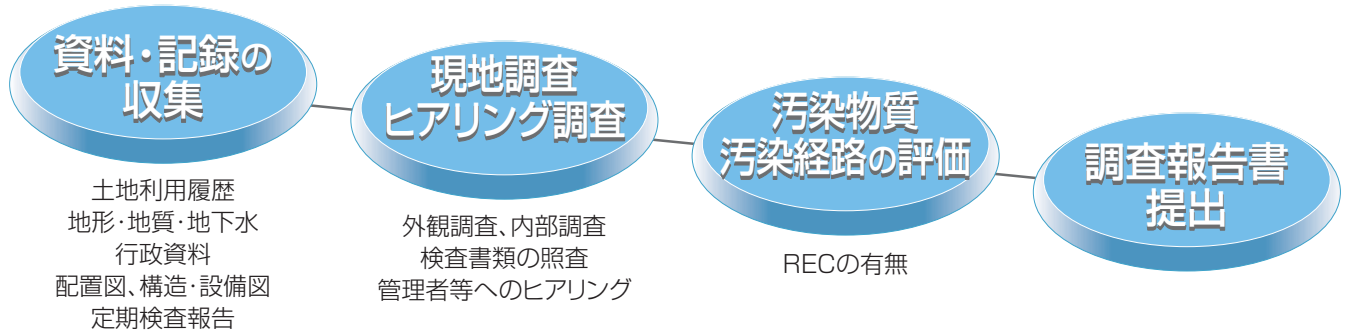 資料・記録の
収集
土地利用履歴
地形・地質・地下水
行政資料
配置図、構造・設備図
定期検査報告
現地調査
ヒアリング調査
外観調査、内部調査
検査書類の照査
管理者等へのヒアリング
汚染物質
汚染経路の評価
RECの有無
調査報告書
提出